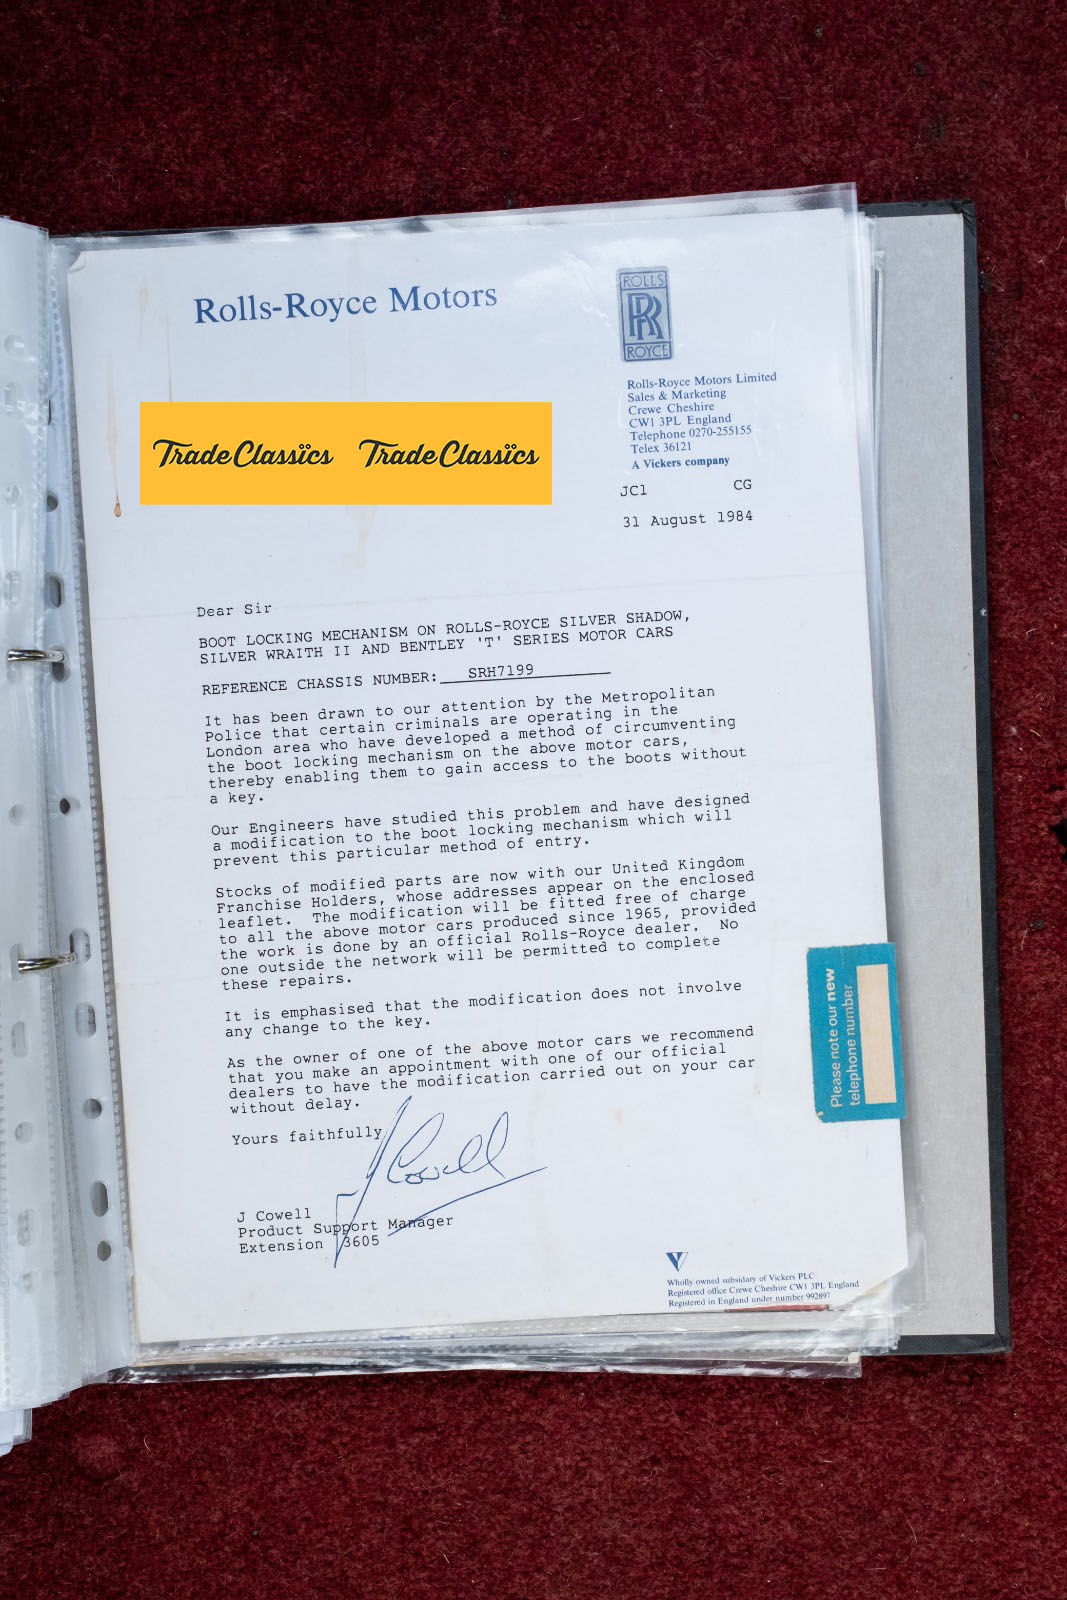 Rolls-Royce Motors
ROLLS
RR
ROYCE
Rolls-Royce Motors Limited
Sales & Marketing
Crewe Cheshire
CW1 3PL England
Telephone 0270-255155
Telex 36121
A Vickers company
TradeClassics TradeClassics
JC1 CG
31 August 1984
Dear Sir
BOOT LOCKING MECHANISM ON ROLLS-ROYCE SILVER SHADOW,
SILVER WRAITH II AND BENTLEY 'T' SERIES MOTOR CARS
REFERENCE CHASSIS NUMBER: SRH7199
It has been drawn to our attention by the Metropolitan
Police that certain criminals are operating in the
London area who have developed a method of circumventing
the boot locking mechanism on the above motor cars,
thereby enabling them to gain access to the boots without
a key.
Our Engineers have studied this problem and have designed
a modification to the boot locking mechanism which will
prevent this particular method of entry.
Stocks of modified parts are now with our United Kingdom
Franchise Holders, whose addresses appear on the enclosed
leaflet. The modification will be fitted free of charge
to all the above motor cars produced since 1965, provided
the work is done by an official Rolls-Royce dealer. No
one outside the network will be permitted to complete
these repairs.
It is emphasised that the modification does not involve
any change to the key.
As the owner of one of the above motor cars we recommend
that you make an appointment with one of our official
dealers to have the modification carried out on your car
without delay.
Yours faithfully
J Cowell
J Cowell
Product Support Manager
Extension 3605
Please note our new
telephone number
V
Wholly owned subsidary of Vickers PLC
Registered office Crewe Cheshire CW1 3PL England
Registered in England under number 992897